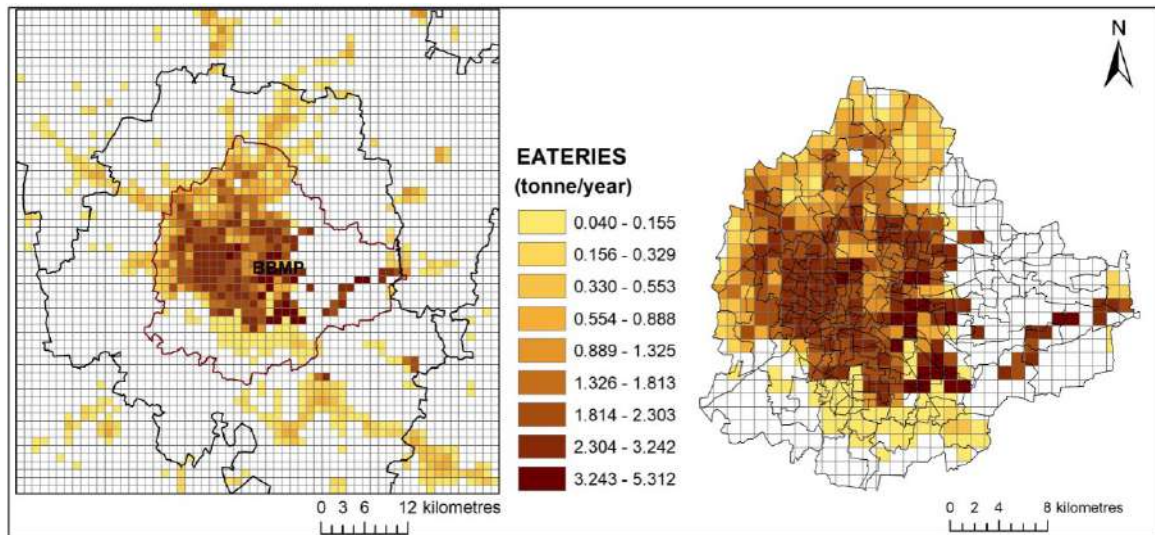 N
EATERIES
(tonne/year)
0.040 - 0.155
0.156 - 0.329
0.330 - 0.553
0.554 - 0.888
0.889 - 1.325
1.326 - 1.813
1.814 - 2.303
2.304 - 3.242
3.243 - 5.312
BBMP
0 3 6 12 kilometres
0 2 4 8 kilometres